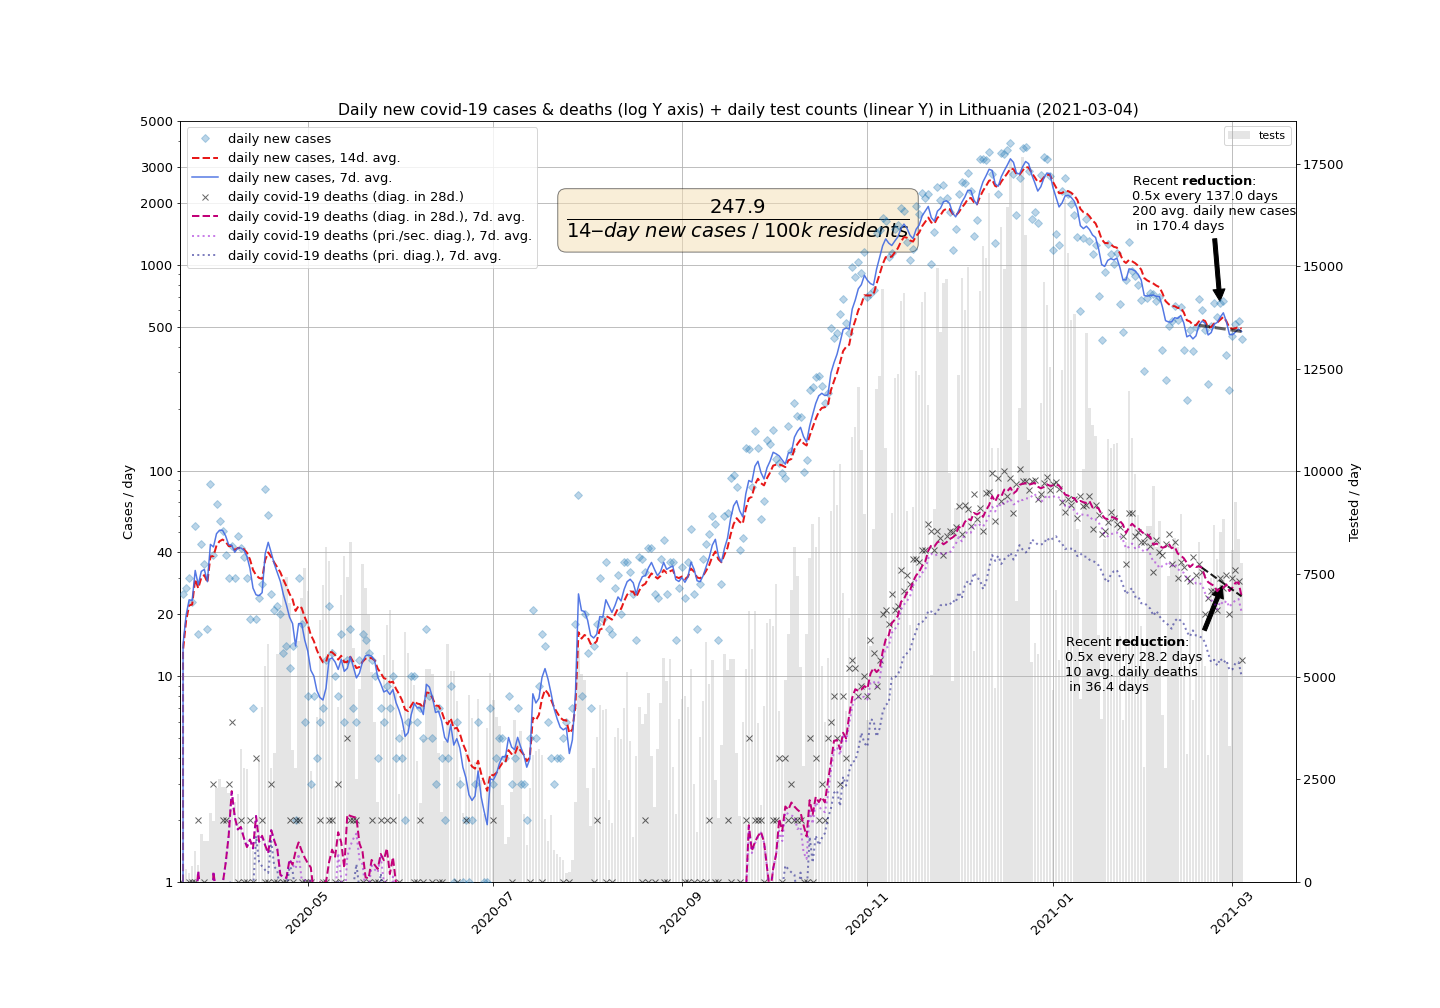 Daily new covid-19 cases & deaths (log Y axis) + daily test counts (linear Y) in Lithuania (2021-03-04)
daily new cases
daily new cases, 14d. avg.
daily new cases, 7d. avg.
daily covid-19 deaths (diag. in 28d.)
daily covid-19 deaths (diag. in 28d.), 7d. avg.
daily covid-19 deaths (pri./sec. diag.), 7d. avg.
daily covid-19 deaths (pri. diag.), 7d. avg.
247.9
14−day new cases / 100k residents
tests
Recent reduction:
0.5x every 137.0 days
200 avg. daily new cases
in 170.4 days
Recent reduction:
0.5x every 28.2 days
10 avg. daily deaths
in 36.4 days
Cases / day
5000
3000
2000
1000
500
100
40
20
10
4
2
1
Tested / day
17500
15000
12500
10000
7500
5000
2500
0
2020-05
2020-07
2020-09
2020-11
2021-01
2021-03